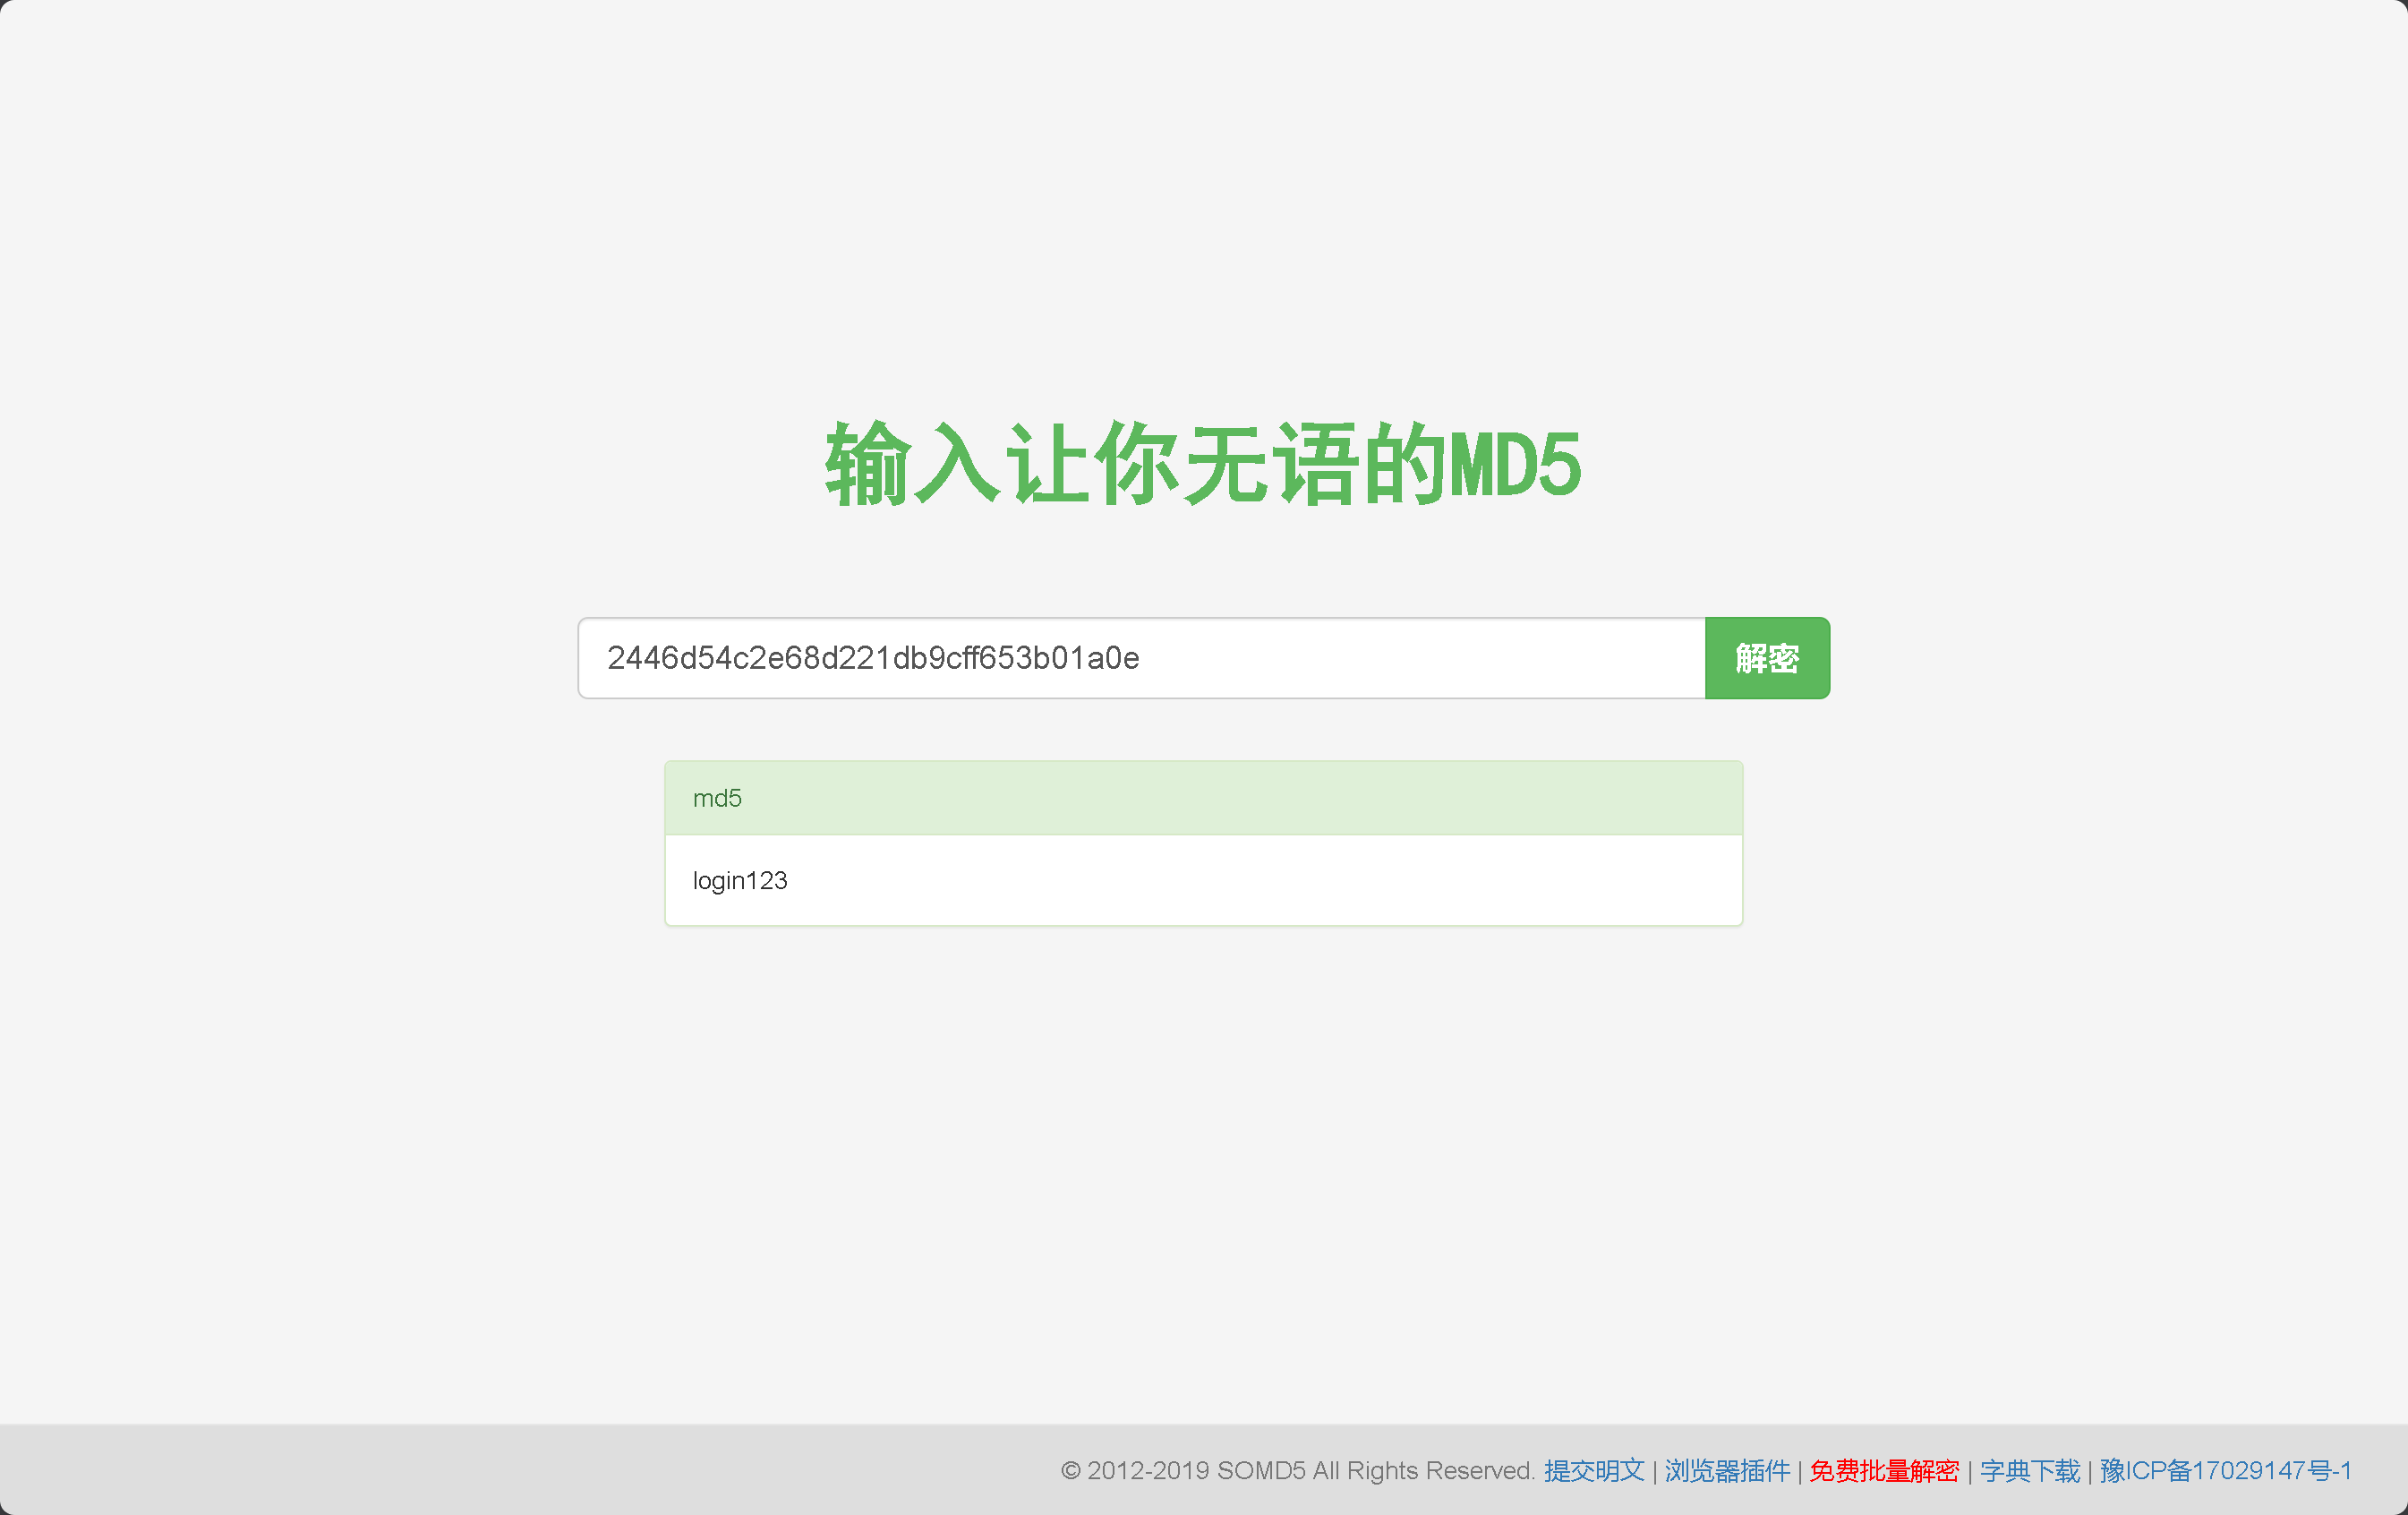 输入让你无语的MD5
2446d54c2e68d221db9cff653b01a0e
解密
md5
login123
© 2012-2019 SOMD5 All Rights Reserved. 提交明文 | 浏览器插件 | 免费批量解密 | 字典下载 | 豫ICP备17029147号-1